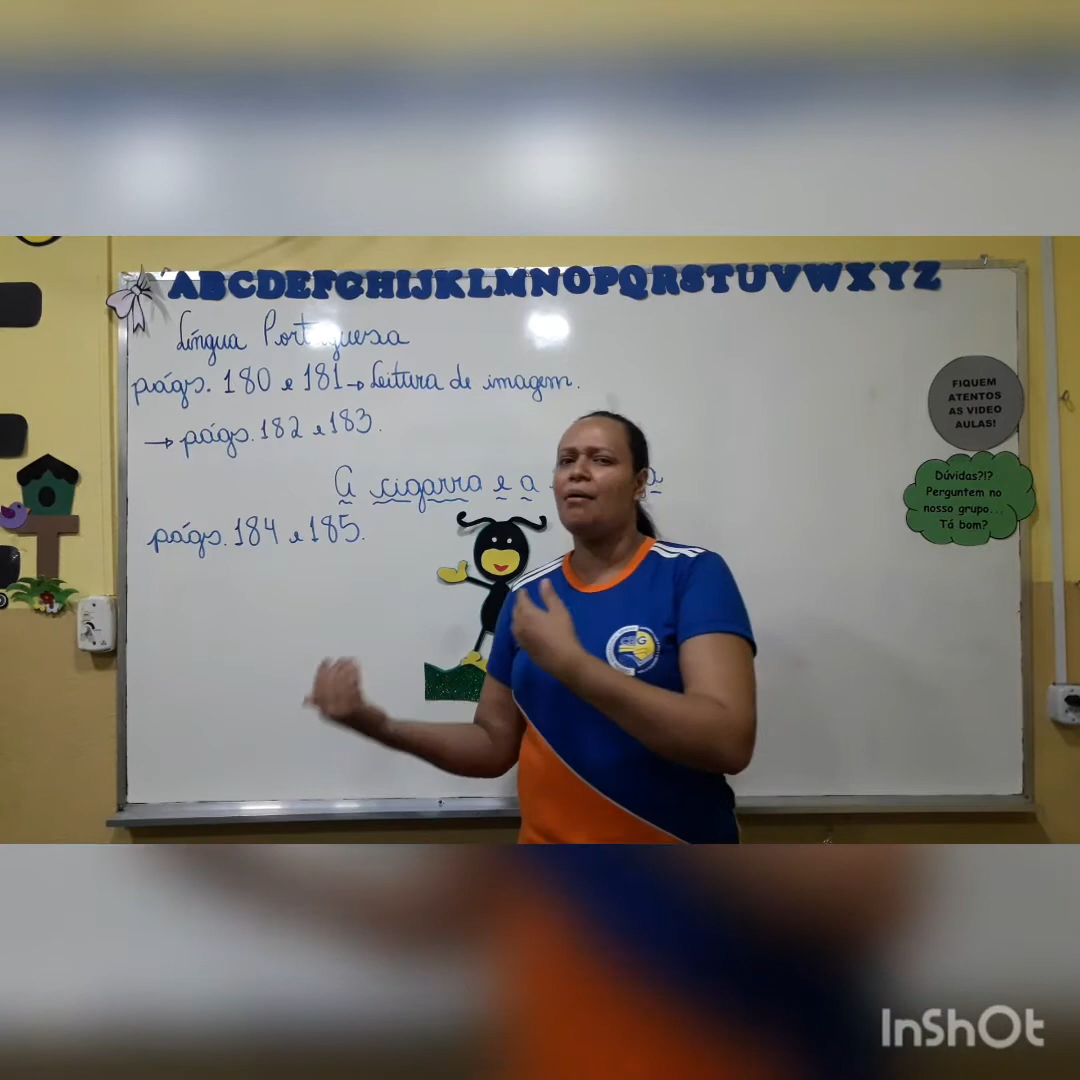 ABCDEFGHIJKLMNOPQRSTUVWXYZ
Língua Portuguesa
págs. 180 e 181 → Leitura de imagem.
→ págs. 182 e 183.
A cigarra e a
págs. 184 e 185.
FIQUEM
ATENTOS
AS VIDEO
AULAS!
Dúvidas?!?
Perguntem no
nosso grupo...
Tá bom?
InShOt